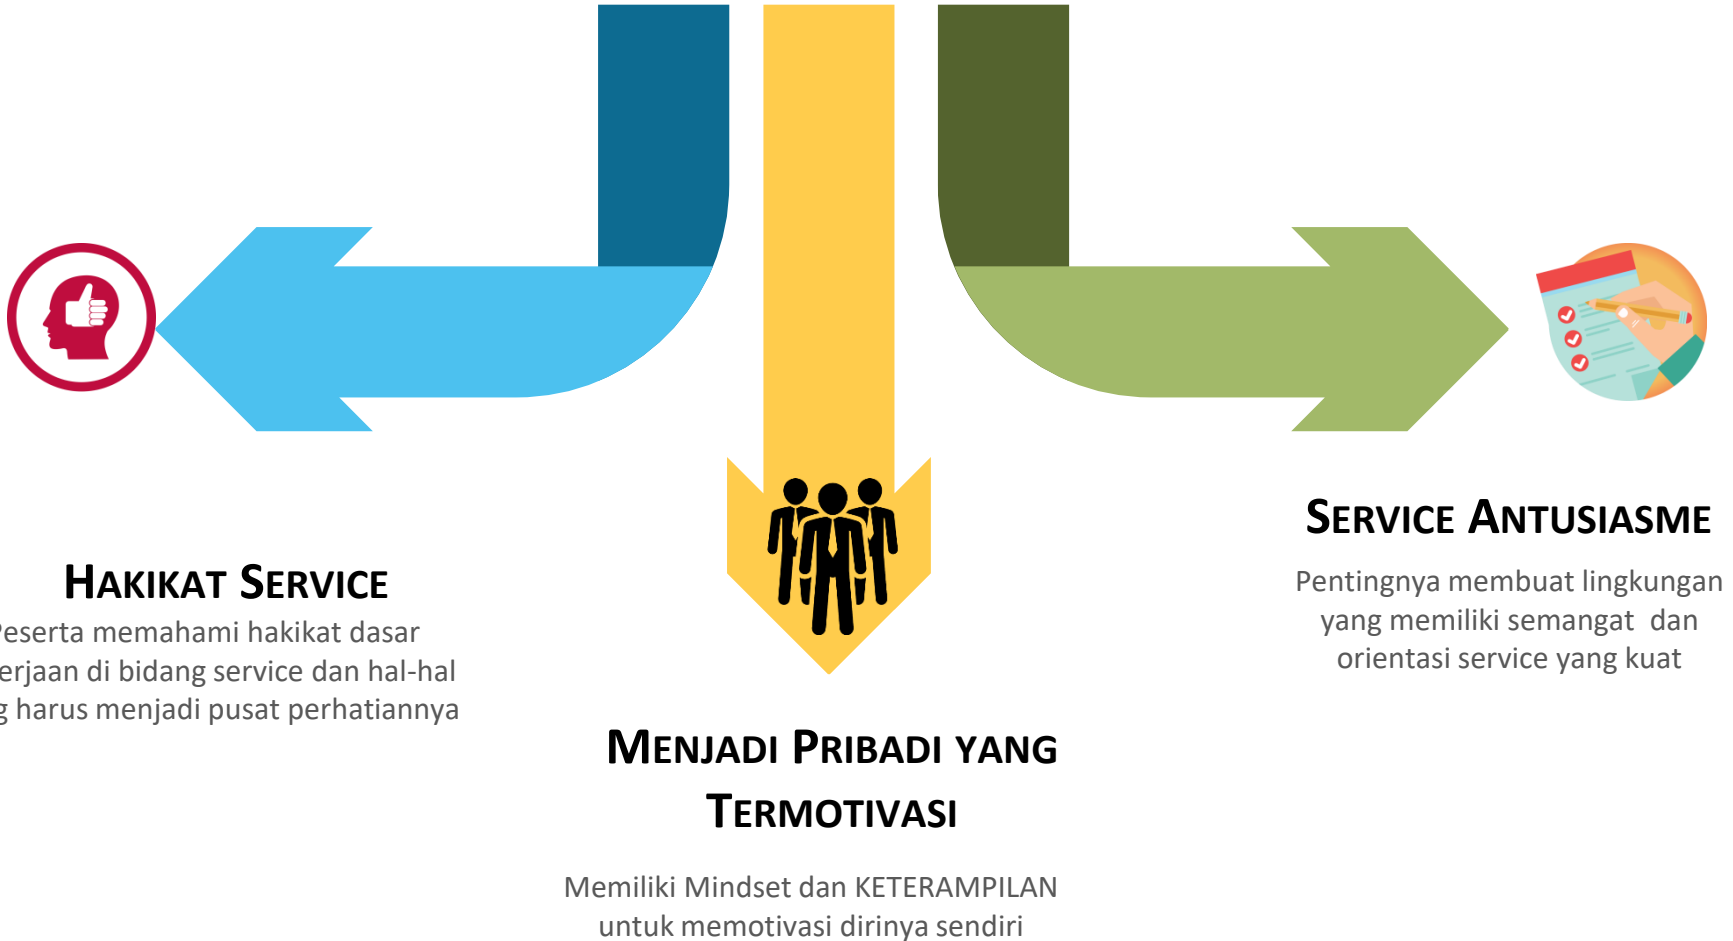 HAKIKAT SERVICE
Peserta memahami hakikat dasar
erjaan di bidang service dan hal-hal
g harus menjadi pusat perhatiannya
MENJADI PRIBADI YANG
TERMOTIVASI
Memiliki Mindset dan KETERAMPILAN
untuk memotivasi dirinya sendiri
SERVICE ANTUSIASME
Pentingnya membuat lingkungan
yang memiliki semangat dan
orientasi service yang kuat